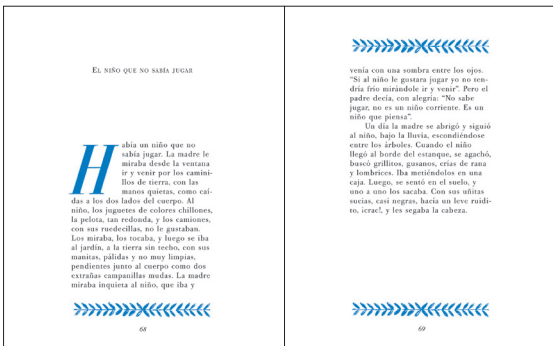 EL NIÑO QUE NO SABÍA JUGAR
Había un niño que no
sabía jugar. La madre le
miraba desde la ventana
ir y venir por los camini-
llos de tierra, con las
manos quietas, como caí-
das a los dos lados del cuerpo. Al
niño, los juguetes de colores chillones,
la pelota, tan redonda, y los camiones,
con sus ruedecillas, no le gustaban.
Los miraba, los tocaba, y luego se iba
al jardín, a la tierra sin techo, con sus
manitas, pálidas y no muy limpias,
pendientes junto al cuerpo como dos
extrañas campanillas mudas. La madre
miraba inquieta al niño, que iba y
68
venía con una sombra entre los ojos.
“Si al niño le gustara jugar yo no ten-
dría frío mirándole ir y venir”. Pero el
padre decía, con alegría: “No sabe
jugar, no es un niño corriente. Es un
niño que piensa”.
Un día la madre se abrigó y siguió
al niño, bajo la lluvia, escondiéndose
entre los árboles. Cuando el niño
llegó al borde del estanque, se agachó,
buscó grillitos, gusanos, crías de rana
y lombrices. Iba metiéndolos en una
caja. Luego, se sentó en el suelo, y
uno a uno los sacaba. Con sus uñitas
sucias, casi negras, hacía un leve ruidi-
to, ¡crac!, y les segaba la cabeza.
69